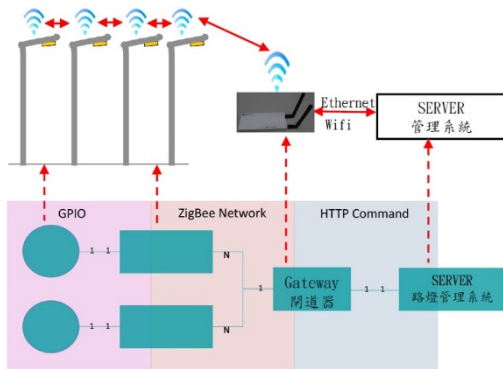 Ethernet
Wifi
SERVER
管理系統
GPIO
ZigBee Network
HTTP Command
1 1
N
1
Gateway
閘道器
1 1
SERVER
路燈管理系統
1 1
N